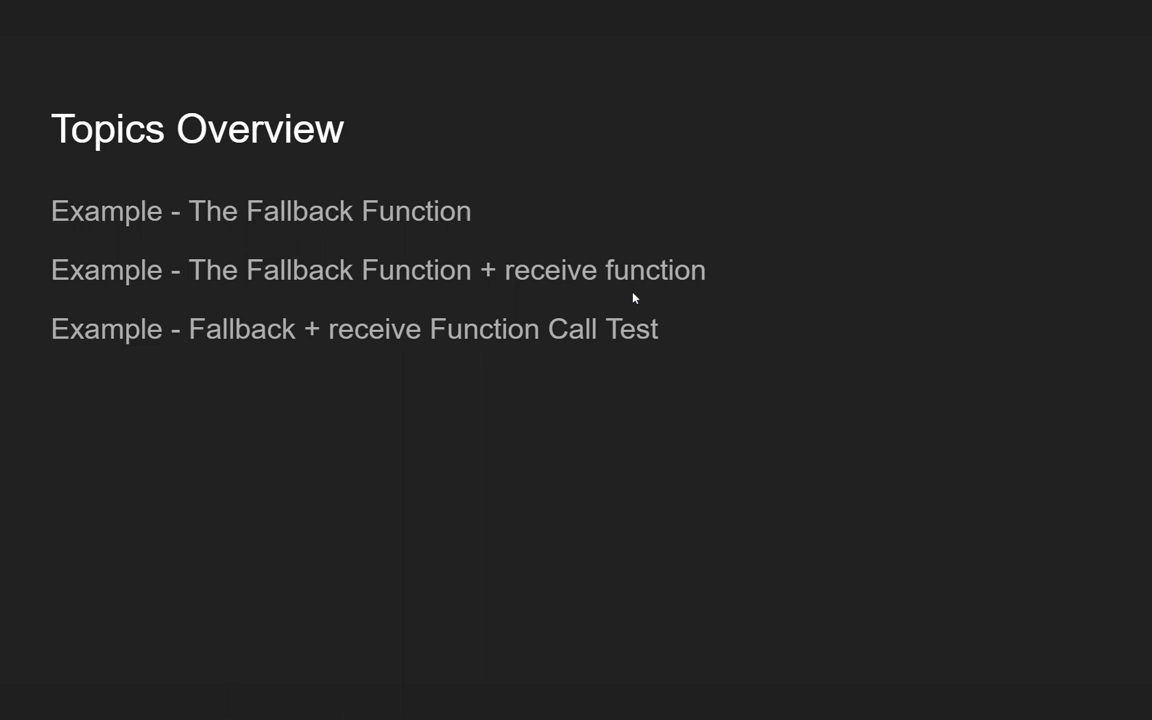 Topics Overview
Example - The Fallback Function
Example - The Fallback Function + receive function
Example - Fallback + receive Function Call Test